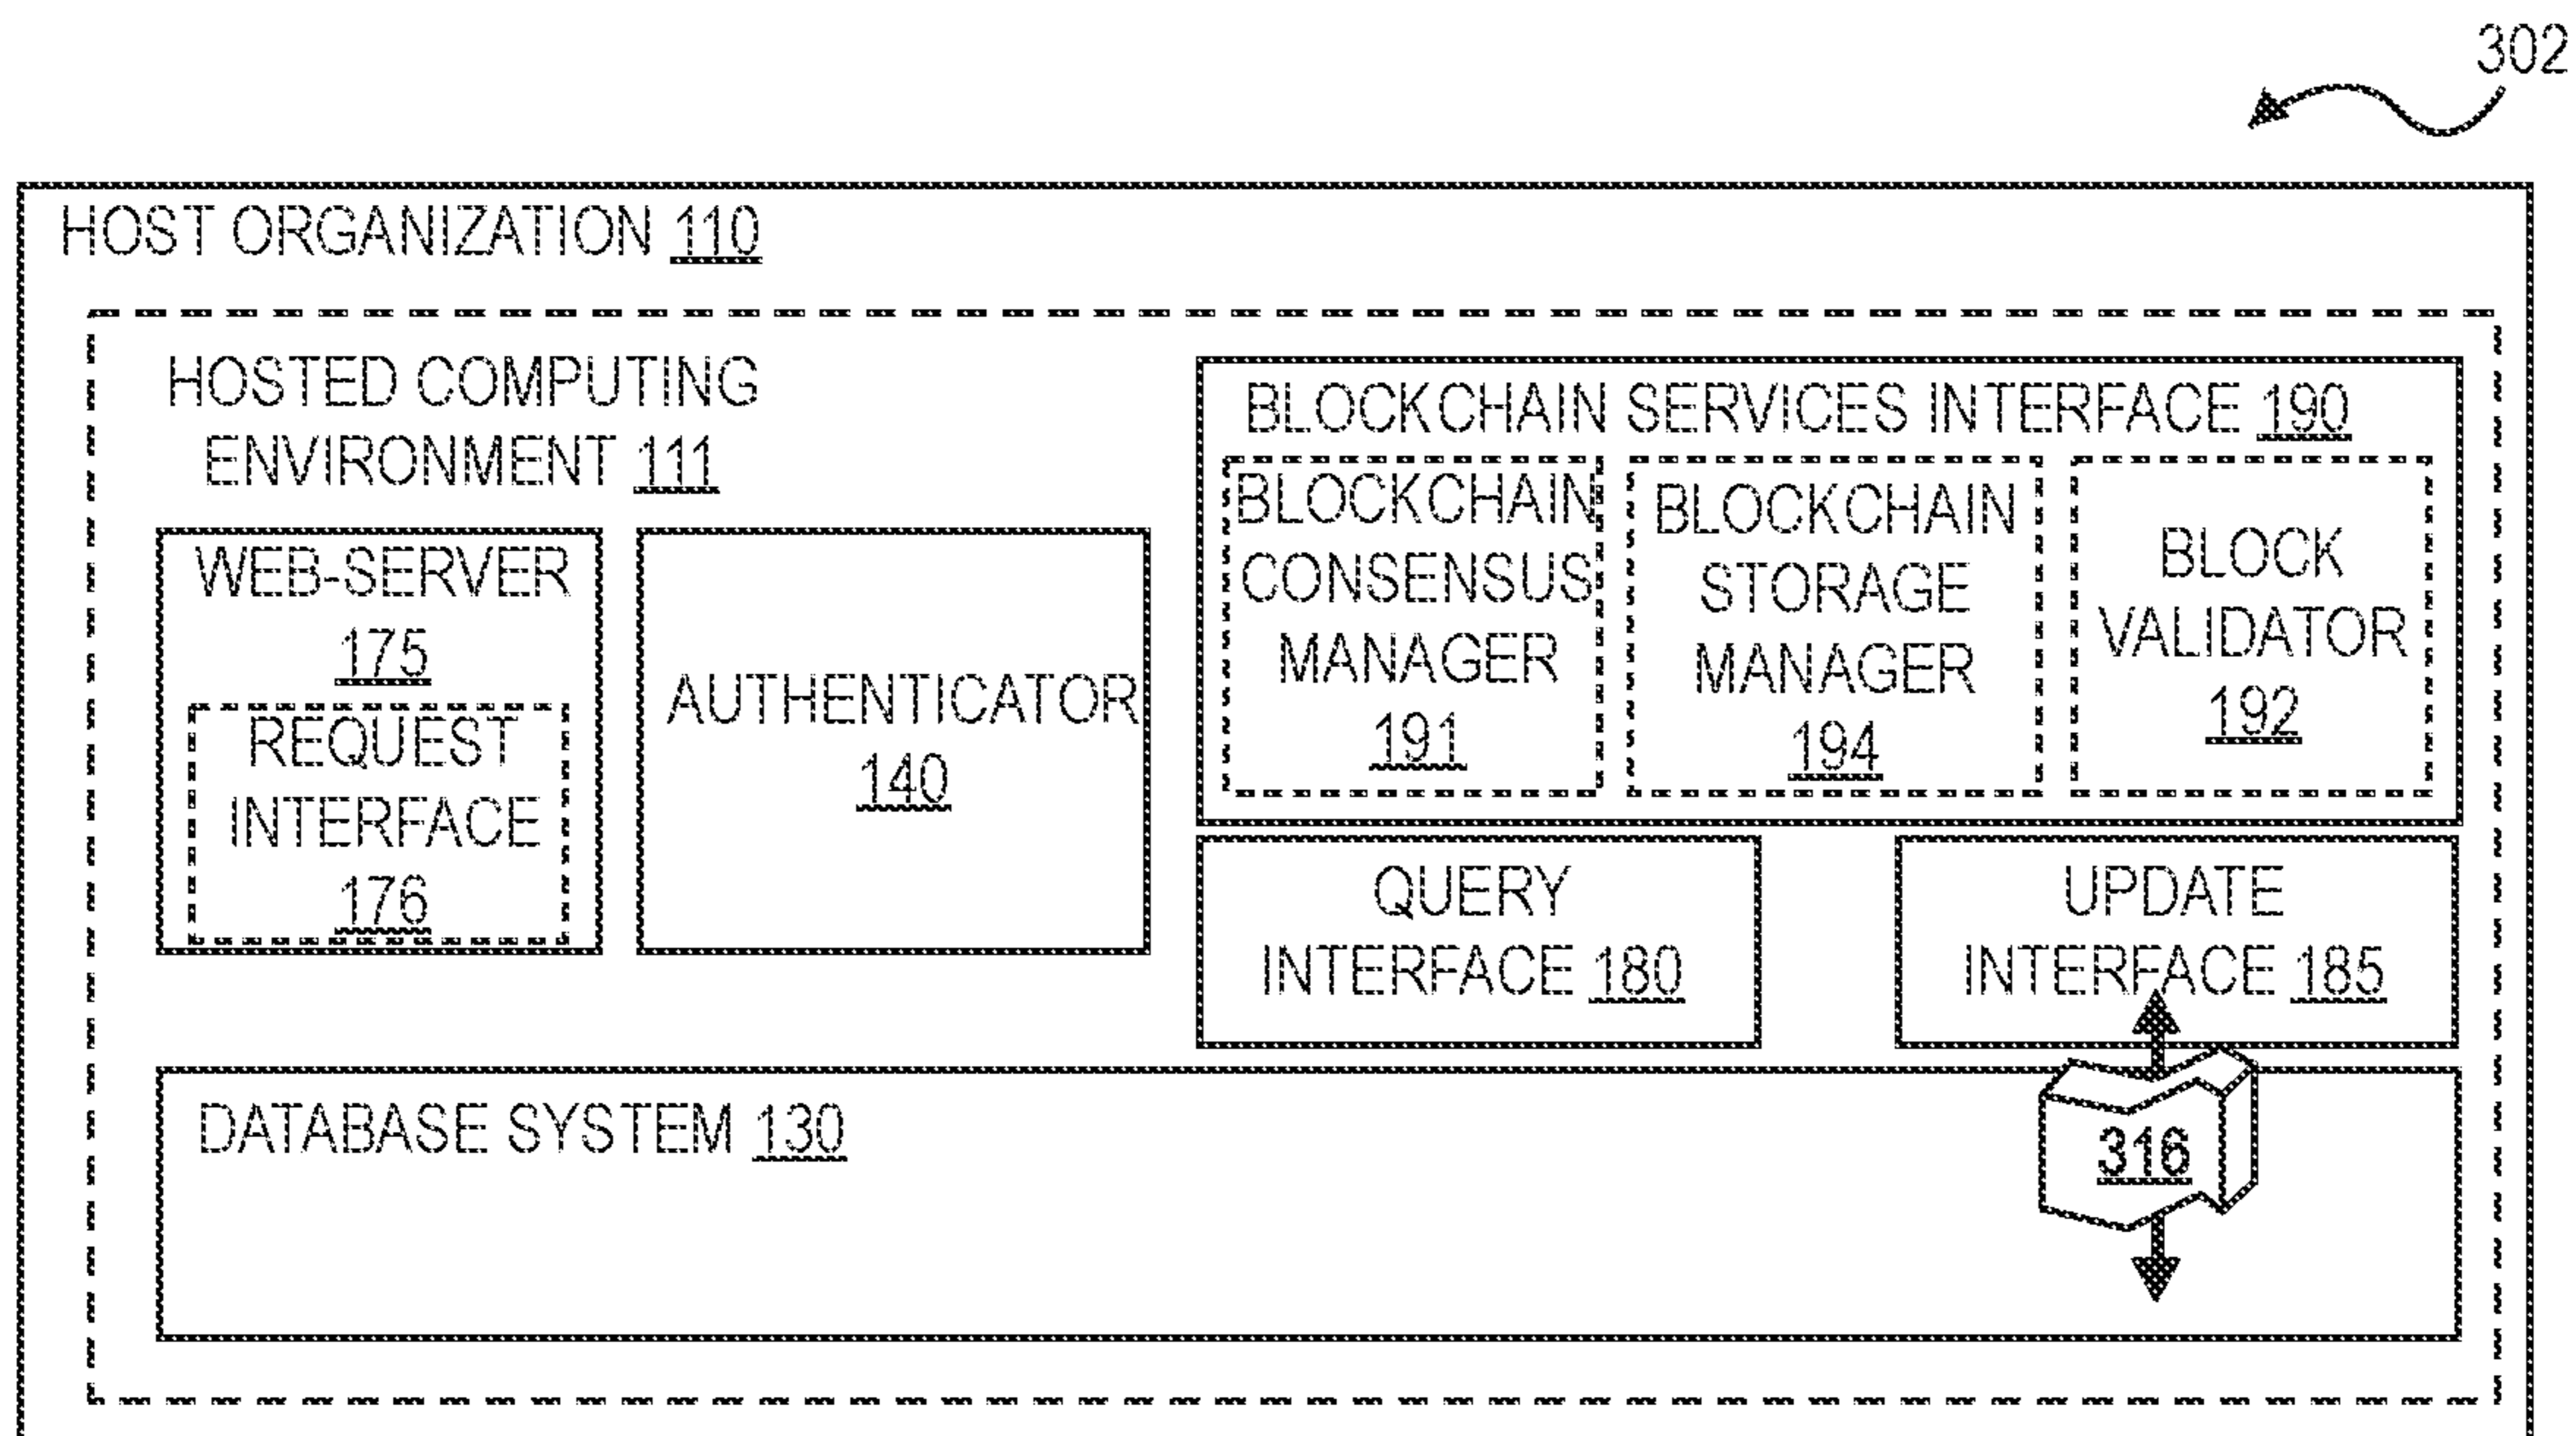 302
HOST ORGANIZATION 110
HOSTED COMPUTING
ENVIRONMENT 111
WEB-SERVER
175
REQUEST
INTERFACE
176
AUTHENTICATOR
140
BLOCKCHAIN SERVICES INTERFACE 190
BLOCKCHAIN
CONSENSUS
MANAGER
191
BLOCKCHAIN
STORAGE
MANAGER
194
BLOCK
VALIDATOR
192
QUERY
INTERFACE 180
UPDATE
INTERFACE 185
DATABASE SYSTEM 130
316